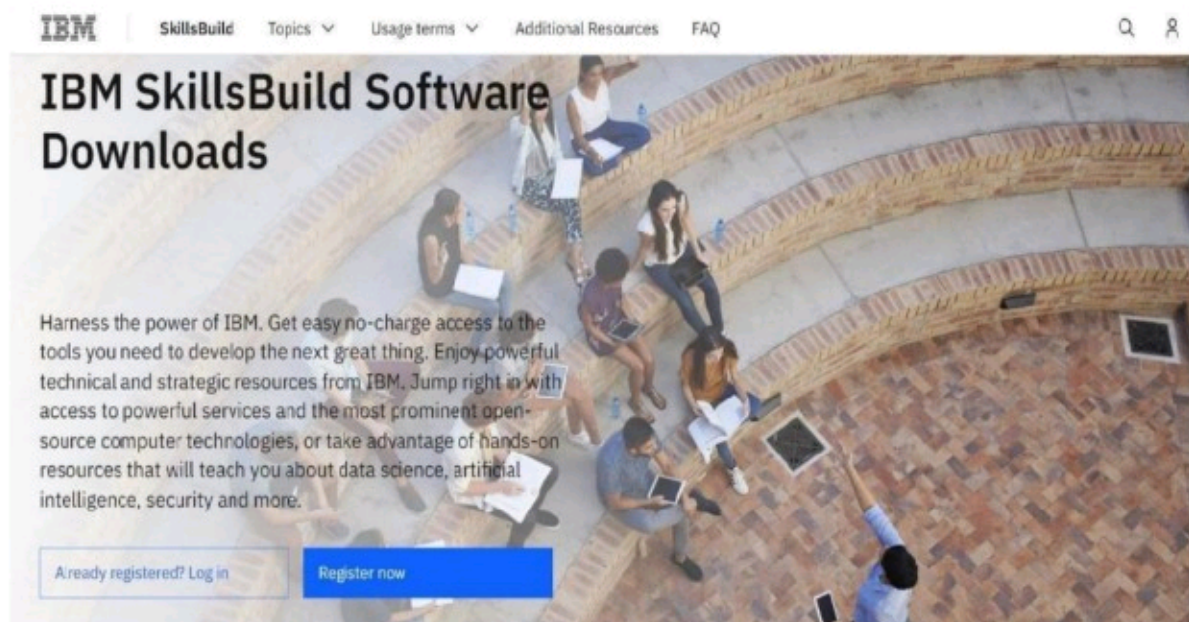 IBM SkillsBuild Topics Usage terms Additional Resources FAQ
IBM SkillsBuild Software
Downloads
Harness the power of IBM. Get easy no-charge access to the
tools you need to develop the next great thing. Enjoy powerful
technical and strategic resources from IBM. Jump right in with
access to powerful services and the most prominent open-
source computer technologies, or take advantage of hands-on
resources that will teach you about data science, artificial
intelligence, security and more.
Already registered? Log in Register now